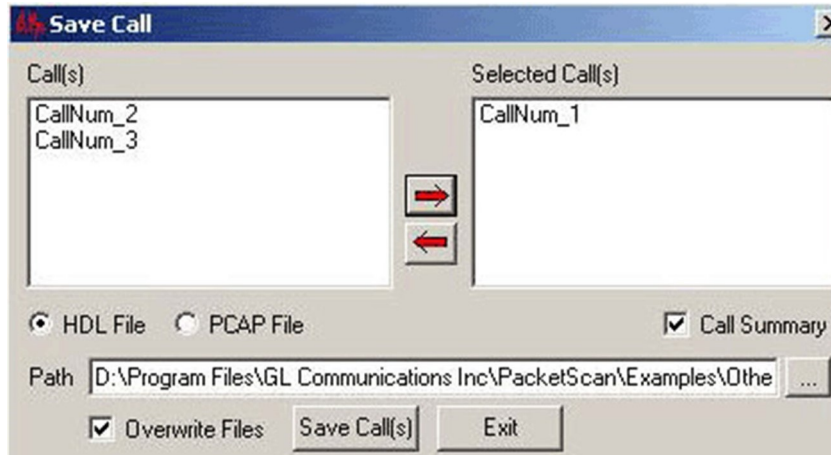 Save Call
Call(s)
CallNum_2
CallNum_3
Selected Call(s)
CallNum_1
HDL File
PCAP File
Call Summary
Path
D:\Program Files\GL Communications Inc\PacketScan\Examples\Othe
...
Overwrite Files
Save Call(s)
Exit